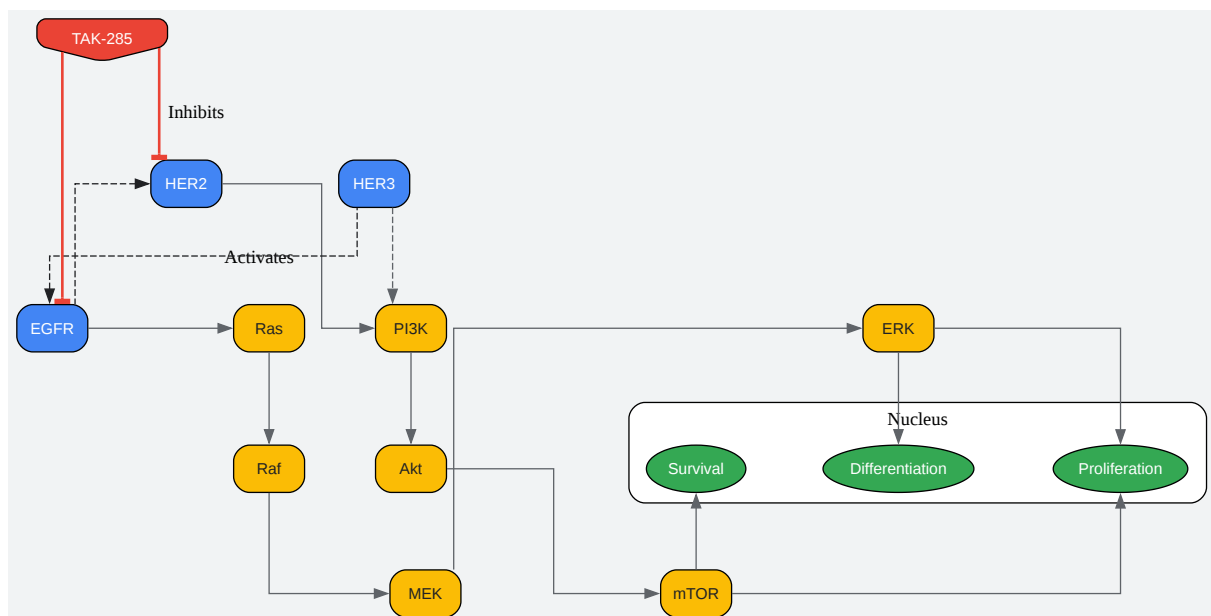 TAK-285
Inhibits
HER2
HER3
Activates
EGFR
Ras
PI3K
ERK
Nucleus
Raf
Akt
Survival
Differentiation
Proliferation
MEK
mTOR